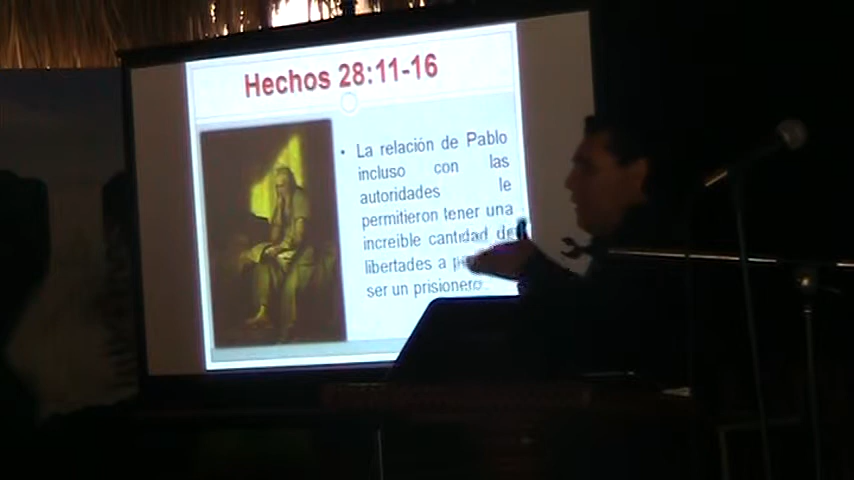 Hechos 28:11-16
• La relación de Pablo
incluso con las
autoridades le
permitieron tener una
increible cantidad de
libertades a
ser un prisionero.